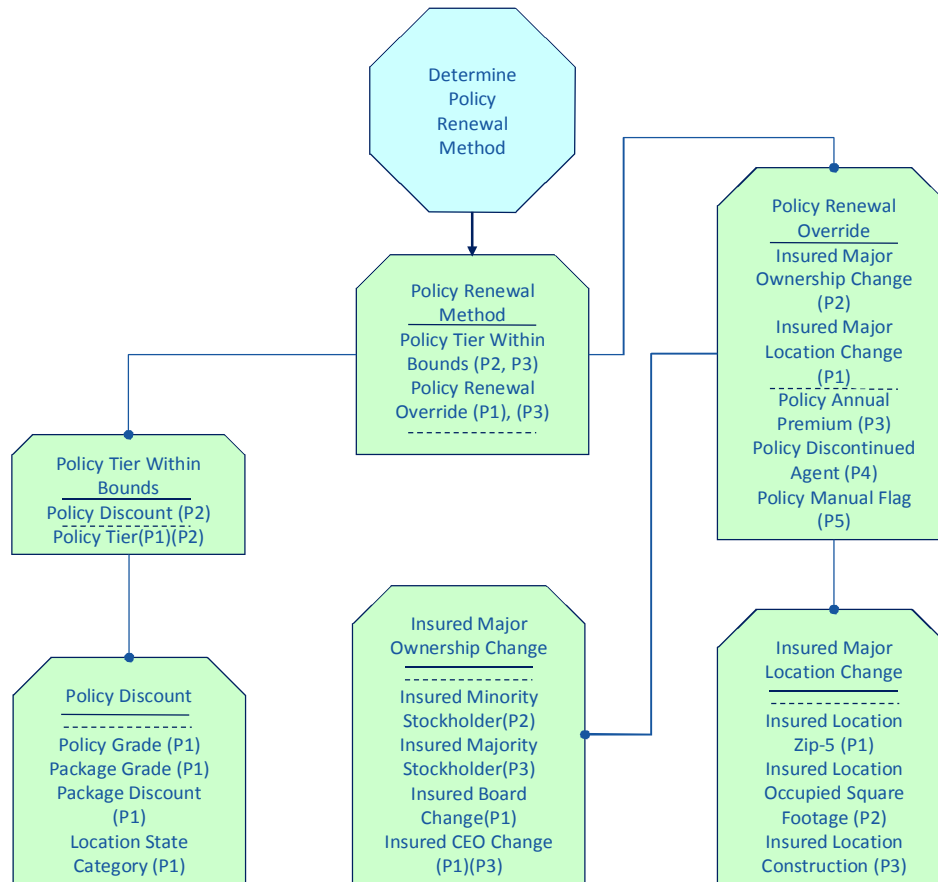 Determine
Policy
Renewal
Method
Policy Renewal
Method
Policy Tier Within
Bounds (P2, P3)
Policy Renewal
Override (P1), (P3)
Policy Renewal
Override
Insured Major
Ownership Change
(P2)
Insured Major
Location Change
(P1)
Policy Annual
Premium (P3)
Policy Discontinued
Agent (P4)
Policy Manual Flag
(P5)
Policy Tier Within
Bounds
Policy Discount (P2)
Policy Tier(P1)(P2)
Policy Discount
Policy Grade (P1)
Package Grade (P1)
Package Discount
(P1)
Location State
Category (P1)
Insured Major
Ownership Change
Insured Minority
Stockholder(P2)
Insured Majority
Stockholder(P3)
Insured Board
Change(P1)
Insured CEO Change
(P1)(P3)
Insured Major
Location Change
Insured Location
Zip-5 (P1)
Insured Location
Occupied Square
Footage (P2)
Insured Location
Construction (P3)